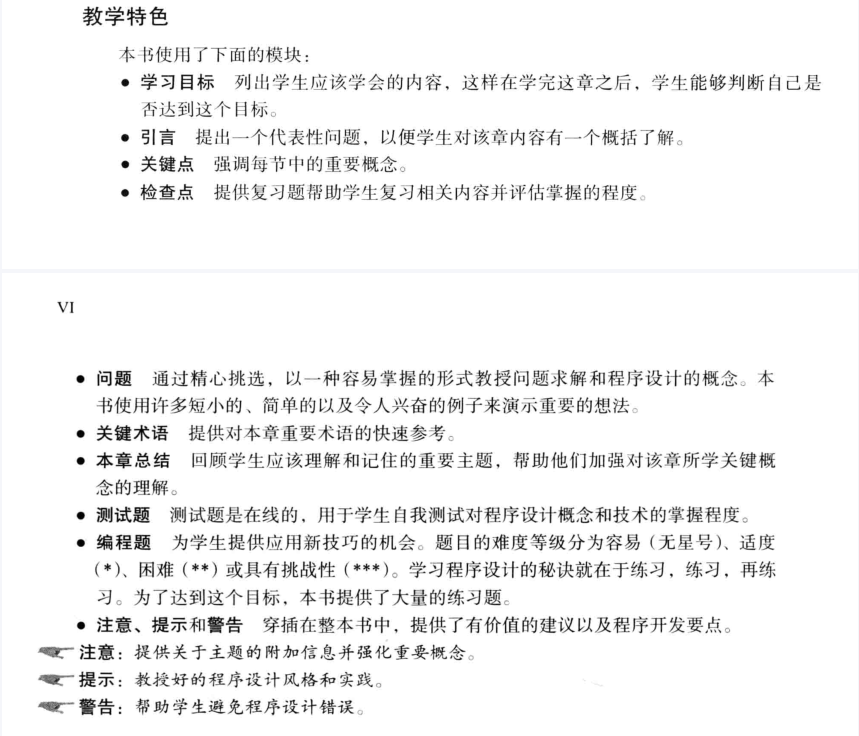 教学特色
本书使用了下面的模块：
● 学习目标 列出学生应该学会的内容，这样在学完这章之后，学生能够判断自己是
否达到这个目标。
● 引言 提出一个代表性问题，以便学生对该章内容有一个概括了解。
● 关键点 强调每节中的重要概念。
● 检查点 提供复习题帮助学生复习相关内容并评估掌握的程度。
VI
● 问题 通过精心挑选，以一种容易掌握的形式教授问题求解和程序设计的概念。本
书使用许多短小的、简单的以及令人兴奋的例子来演示重要的想法。
● 关键术语 提供对本章重要术语的快速参考。
● 本章总结 回顾学生应该理解和记住的重要主题，帮助他们加强对该章所学关键概
念的理解。
● 测试题 测试题是在线的，用于学生自我测试对程序设计概念和技术的掌握程度。
● 编程题 为学生提供应用新技巧的机会。题目的难度等级分为容易（无星号）、适度
（*）、困难（**）或具有挑战性（***）。学习程序设计的秘诀就在于练习，练习，再练
习。为了达到这个目标，本书提供了大量的练习题。
● 注意、提示和警告 穿插在整本书中，提供了有价值的建议以及程序开发要点。
注意：提供关于主题的附加信息并强化重要概念。
提示：教授好的程序设计风格和实践。
警告：帮助学生避免程序设计错误。